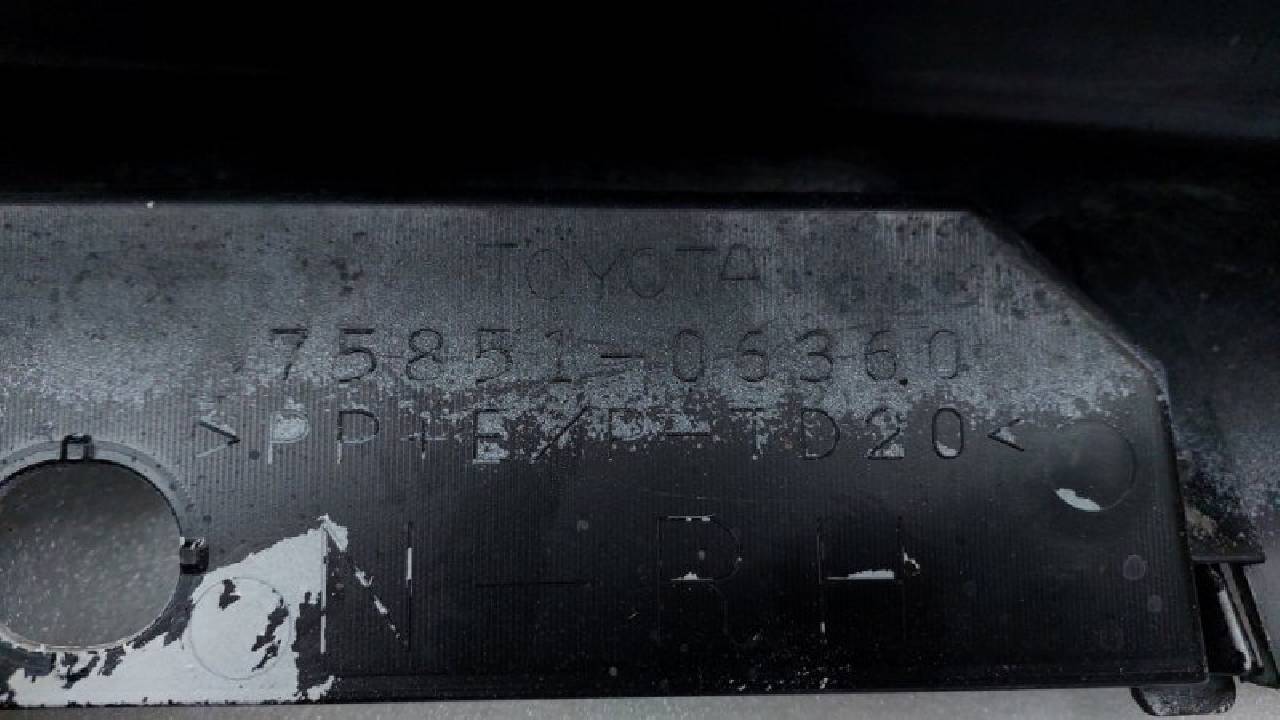 TOYOTA
75851-06360
>PP+E/P-TD20<
N-RH